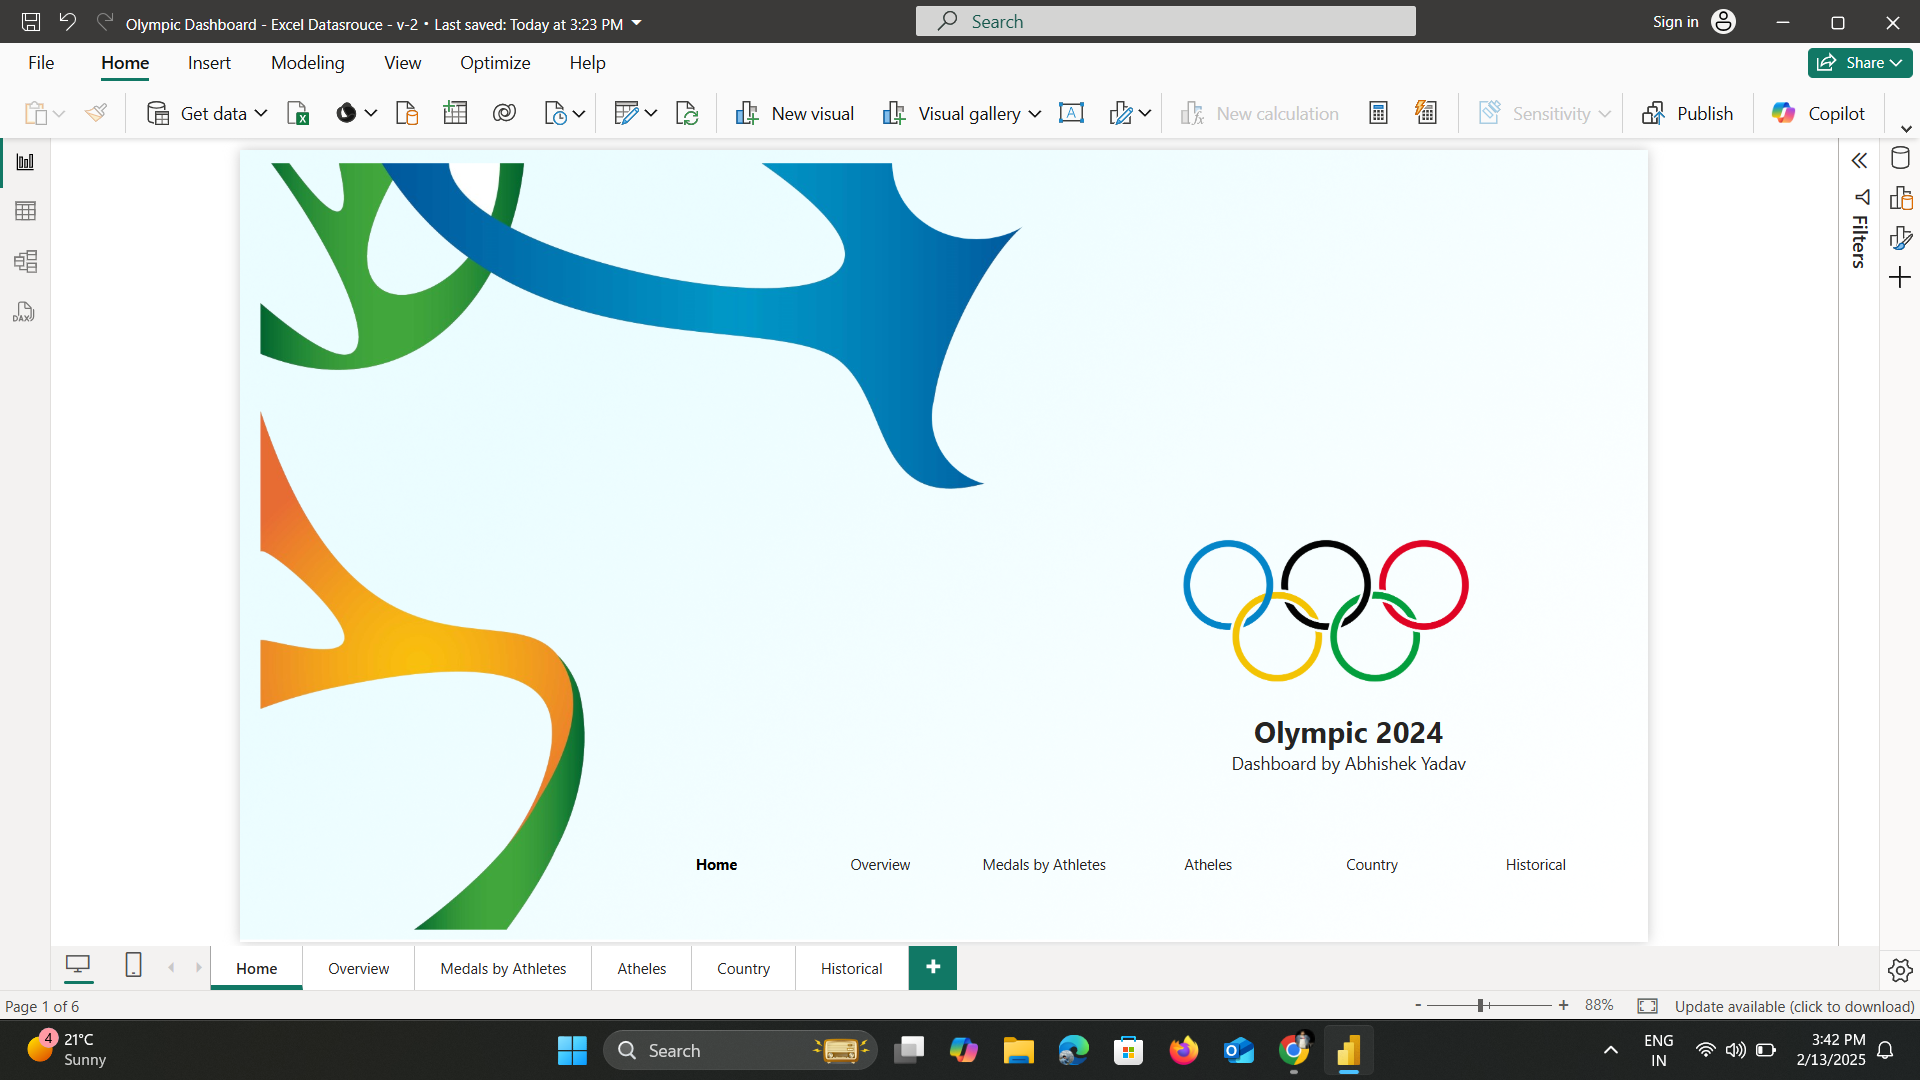 Olympic Dashboard - Excel Datasrouce - v-2 • Last saved: Today at 3:23 PM
Search
Sign in
File
Home
Insert
Modeling
View
Optimize
Help
Share
Get data
New visual
Visual gallery
New calculation
Sensitivity
Publish
Copilot
DAX
Filters
Olympic 2024
Dashboard by Abhishek Yadav
Home
Overview
Medals by Athletes
Atheles
Country
Historical
Home
Overview
Medals by Athletes
Atheles
Country
Historical
Page 1 of 6
- + 88%
Update available (click to download)
4
21°C
Sunny
Search
ENG
IN
3:42 PM
2/13/2025